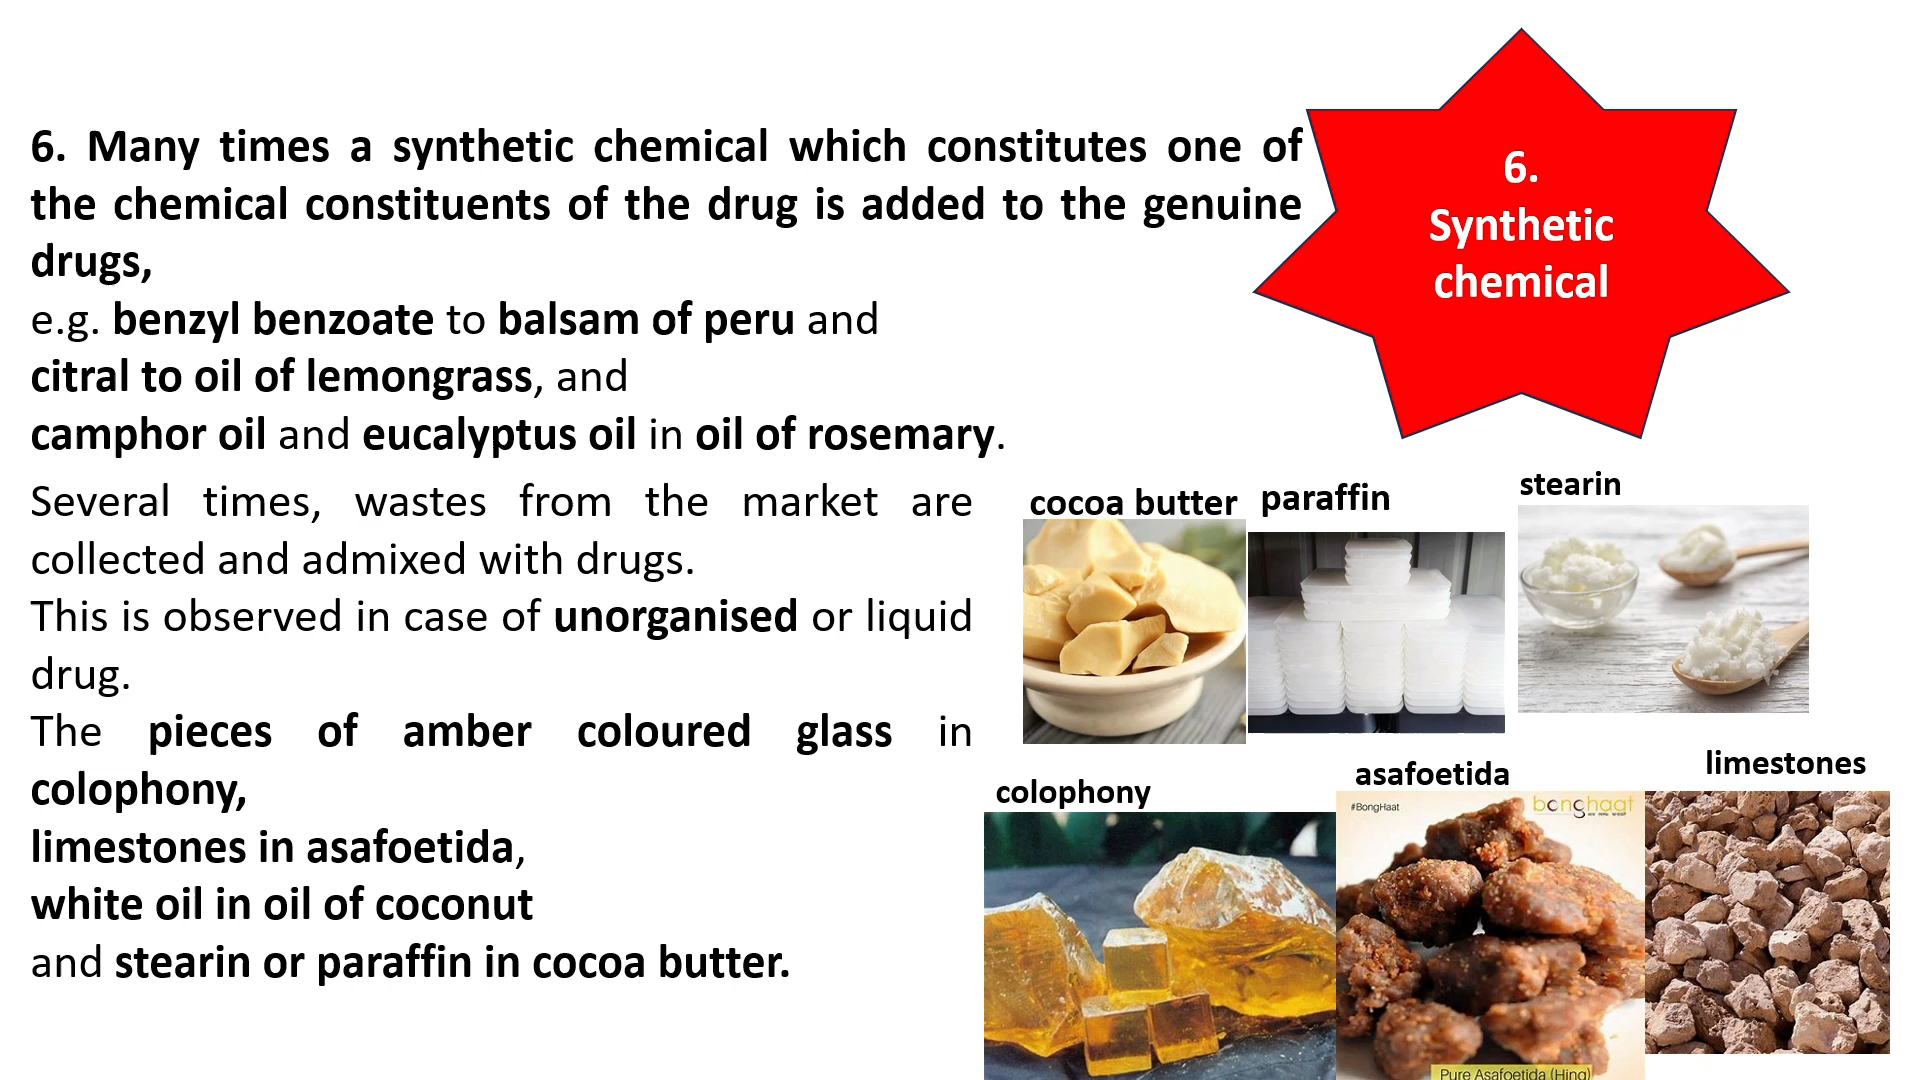 6. Many times a synthetic chemical which constitutes one of
the chemical constituents of the drug is added to the genuine
drugs,
e.g. benzyl benzoate to balsam of peru and
citral to oil of lemongrass, and
camphor oil and eucalyptus oil in oil of rosemary.
6.
Synthetic
chemical
Several times, wastes from the market are
collected and admixed with drugs.
This is observed in case of unorganised or liquid
drug.
The pieces of amber coloured glass in
colophony,
limestones in asafoetida,
white oil in oil of coconut
and stearin or paraffin in cocoa butter.
cocoa butter
paraffin
stearin
colophony
asafoetida
limestones
#BongHaat
bonghaat
Pure Asafoetida (Hing)